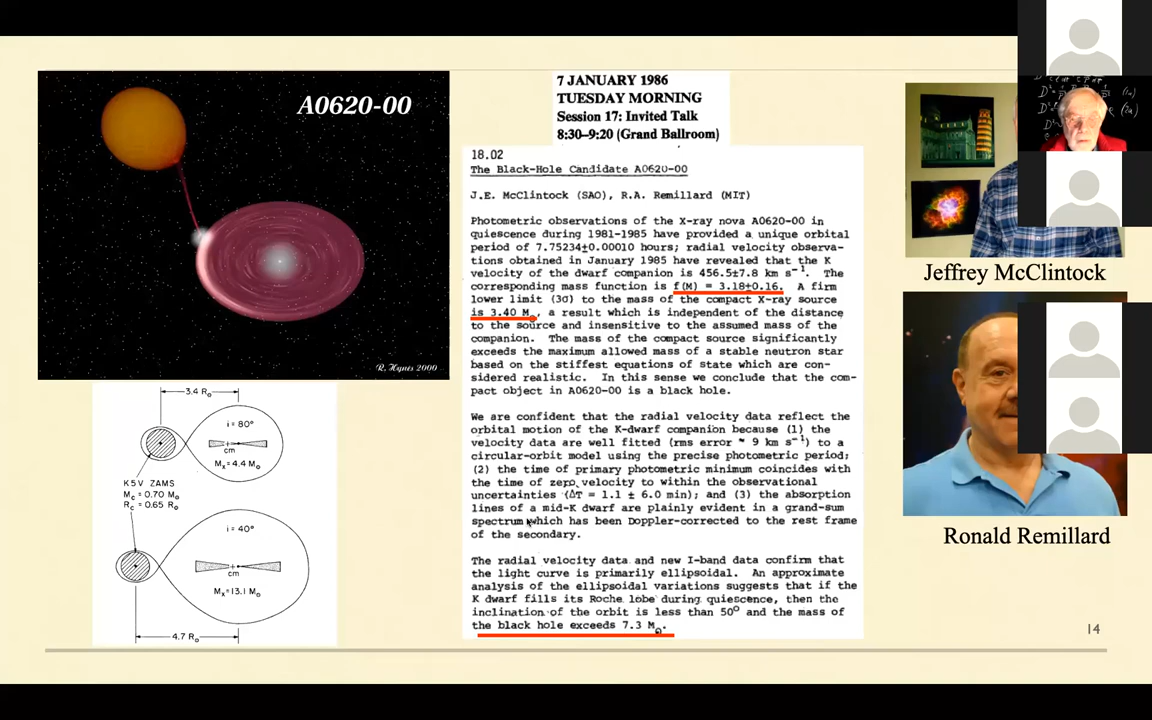 A0620-00
R. Hynes 2000
3.4 R⊙
i = 80°
cm
Mx = 4.4 M⊙
K5V ZAMS
Mc = 0.70 M⊙
Rc = 0.65 R⊙
i = 40°
cm
Mx = 13.1 M⊙
4.7 R⊙
7 JANUARY 1986
TUESDAY MORNING
Session 17: Invited Talk
8:30–9:20 (Grand Ballroom)
18.02
The Black-Hole Candidate A0620-00
J.E. McClintock (SAO), R.A. Remillard (MIT)
Photometric observations of the X-ray nova A0620-00 in
quiescence during 1981-1985 have provided a unique orbital
period of 7.75234±0.00010 hours; radial velocity observa-
tions obtained in January 1985 have revealed that the K
velocity of the dwarf companion is 456.5±7.8 km s⁻¹. The
corresponding mass function is f(M) = 3.18±0.16. A firm
lower limit (3σ) to the mass of the compact X-ray source
is 3.40 M⊙, a result which is independent of the distance
to the source and insensitive to the assumed mass of the
companion. The mass of the compact source significantly
exceeds the maximum allowed mass of a stable neutron star
based on the stiffest equations of state which are con-
sidered realistic. In this sense we conclude that the com-
pact object in A0620-00 is a black hole.
We are confident that the radial velocity data reflect the
orbital motion of the K-dwarf companion because (1) the
velocity data are well fitted (rms error ~ 9 km s⁻¹) to a
circular-orbit model using the precise photometric period;
(2) the time of primary photometric minimum coincides with
the time of zero velocity to within the observational
uncertainties (ΔT = 1.1 ± 6.0 min); and (3) the absorption
lines of a mid-K dwarf are plainly evident in a grand-sum
spectrum which has been Doppler-corrected to the rest frame
of the secondary.
The radial velocity data and new I-band data confirm that
the light curve is primarily ellipsoidal. An approximate
analysis of the ellipsoidal variations suggests that if the
K dwarf fills its Roche lobe during quiescence, then the
inclination of the orbit is less than 50° and the mass of
the black hole exceeds 7.3 M⊙.
Jeffrey McClintock
Ronald Remillard
14